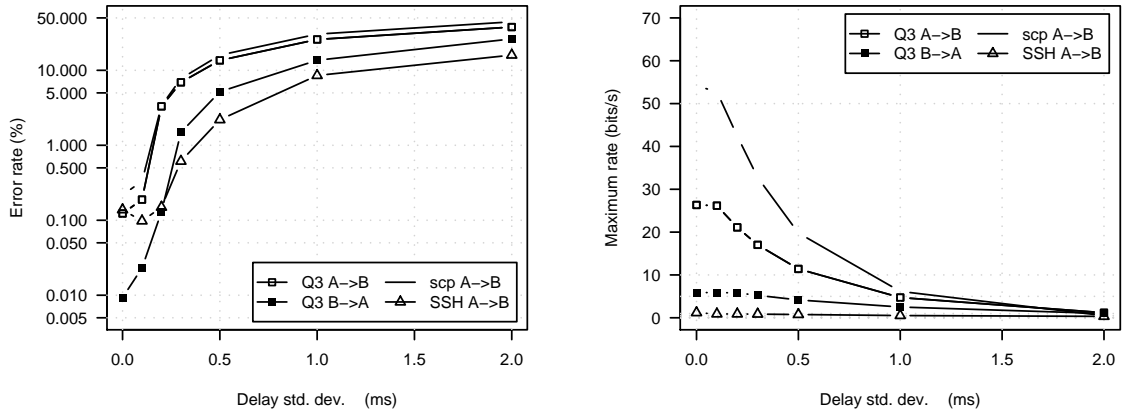 50.000
10.000
5.000
1.000
0.500
0.100
0.050
0.010
0.005
Error rate (%)
Q3 A->B
scp A->B
Q3 B->A
SSH A->B
0.0
0.5
1.0
1.5
2.0
Delay std. dev. (ms)
70
60
50
40
30
20
10
0
Maximum rate (bits/s)
Q3 A->B
scp A->B
Q3 B->A
SSH A->B
0.0
0.5
1.0
1.5
2.0
Delay std. dev. (ms)